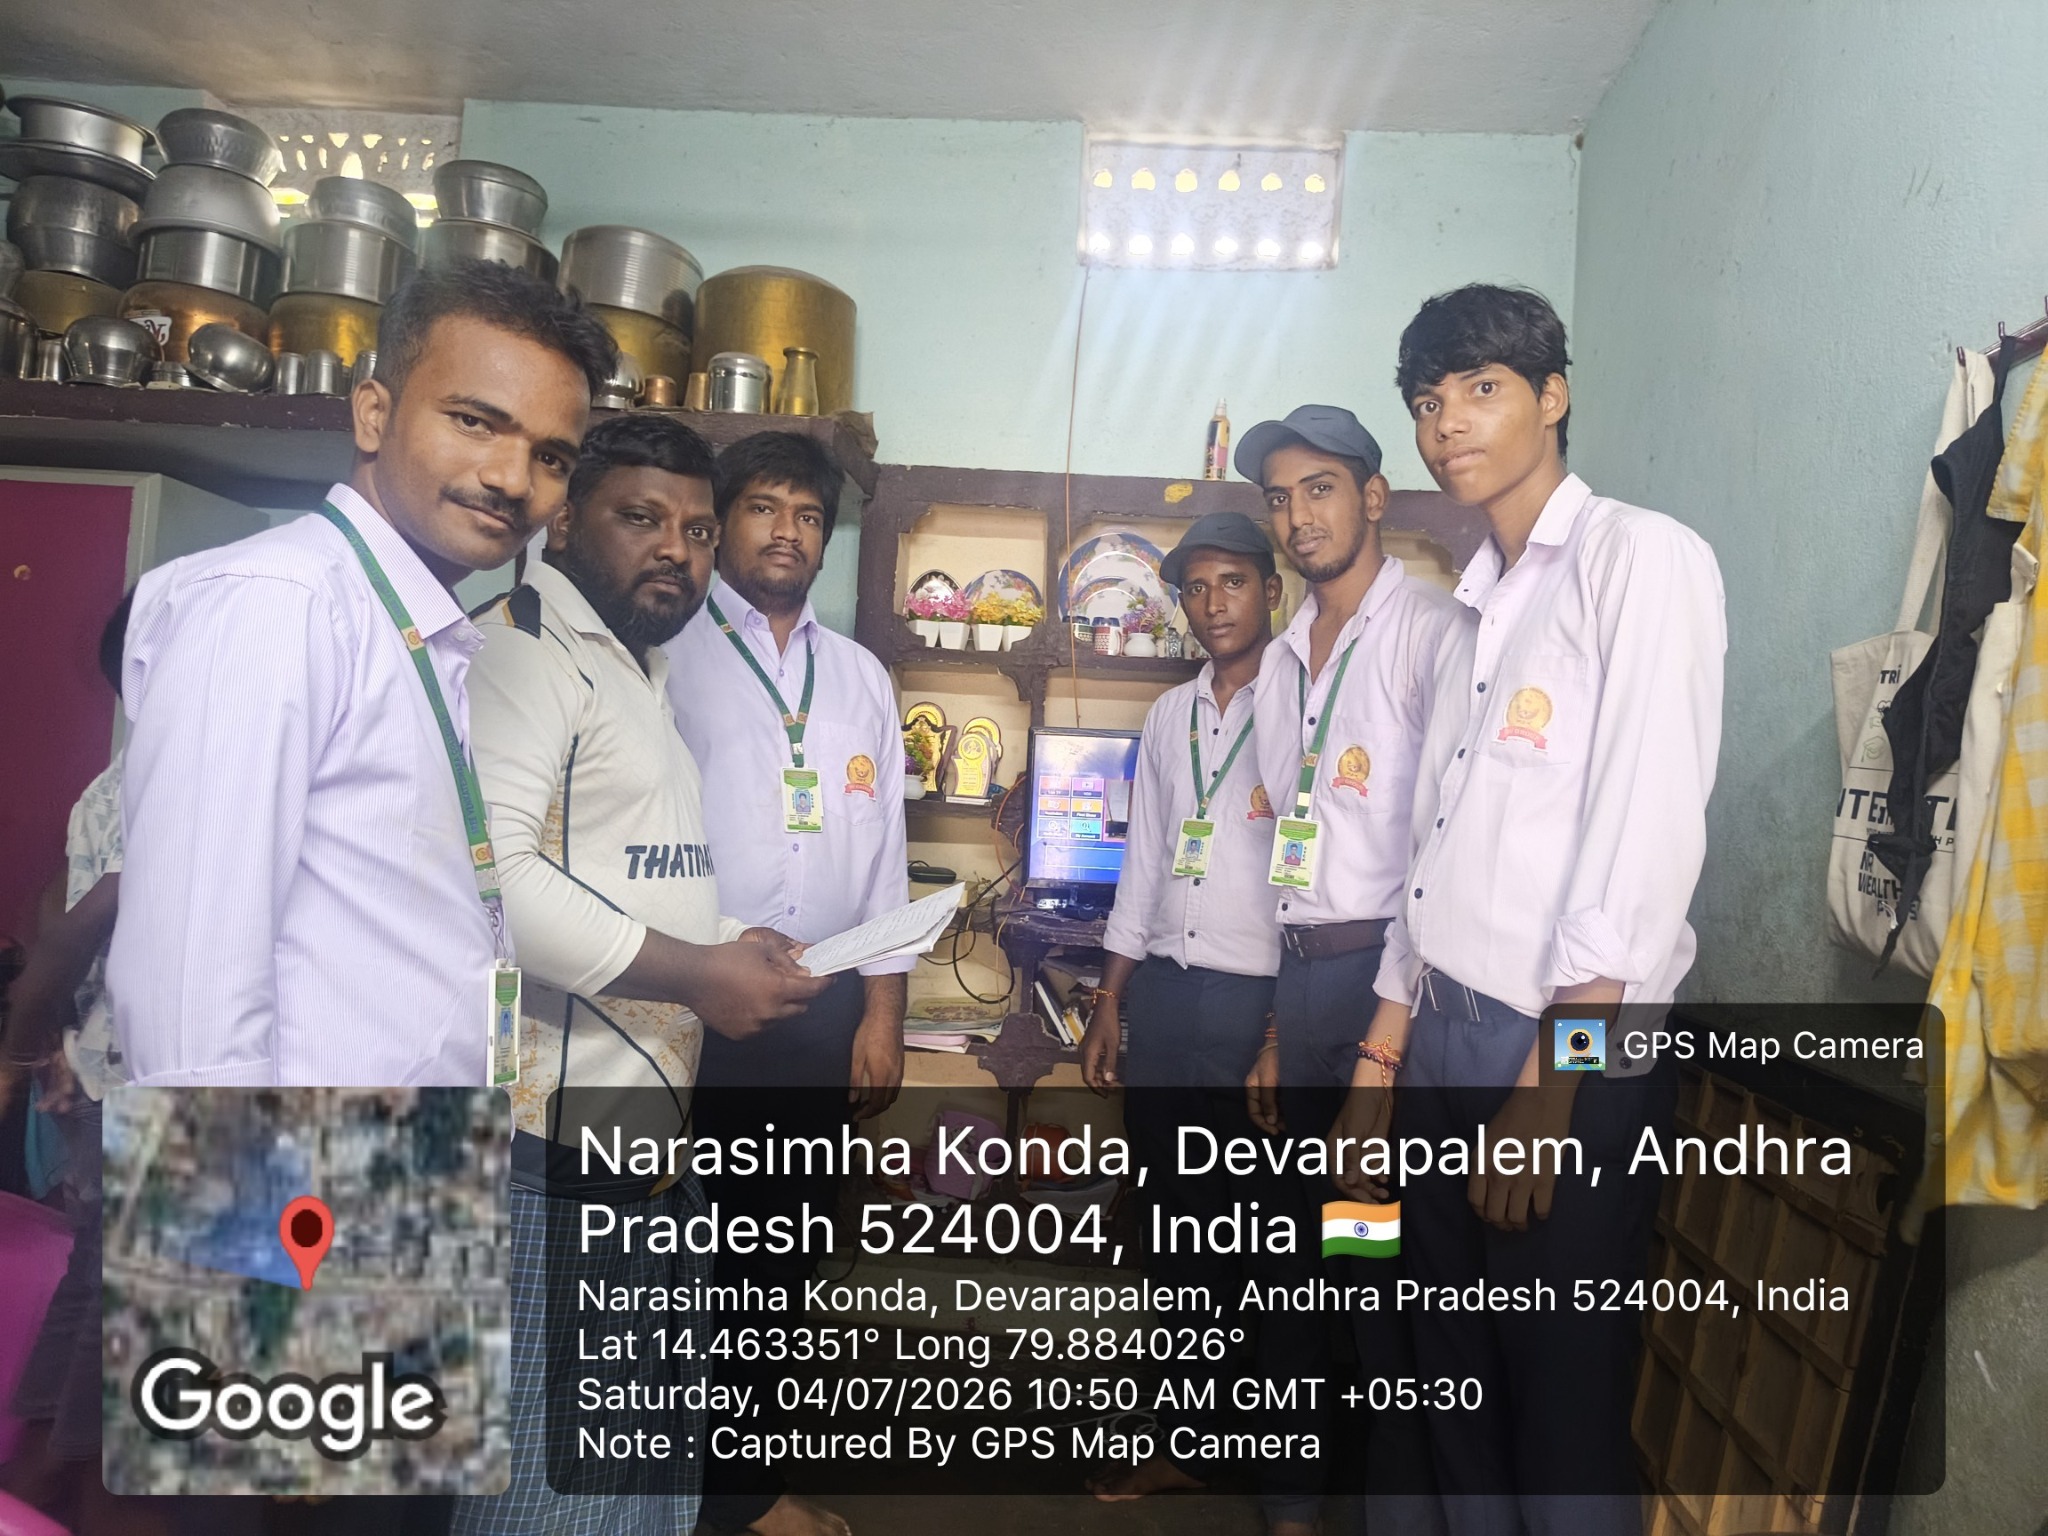 THATI
TRI
GPS Map Camera
Narasimha Konda, Devarapalem, Andhra
Pradesh 524004, India
Narasimha Konda, Devarapalem, Andhra Pradesh 524004, India
Lat 14.463351° Long 79.884026°
Saturday, 04/07/2026 10:50 AM GMT +05:30
Note : Captured By GPS Map Camera
Google